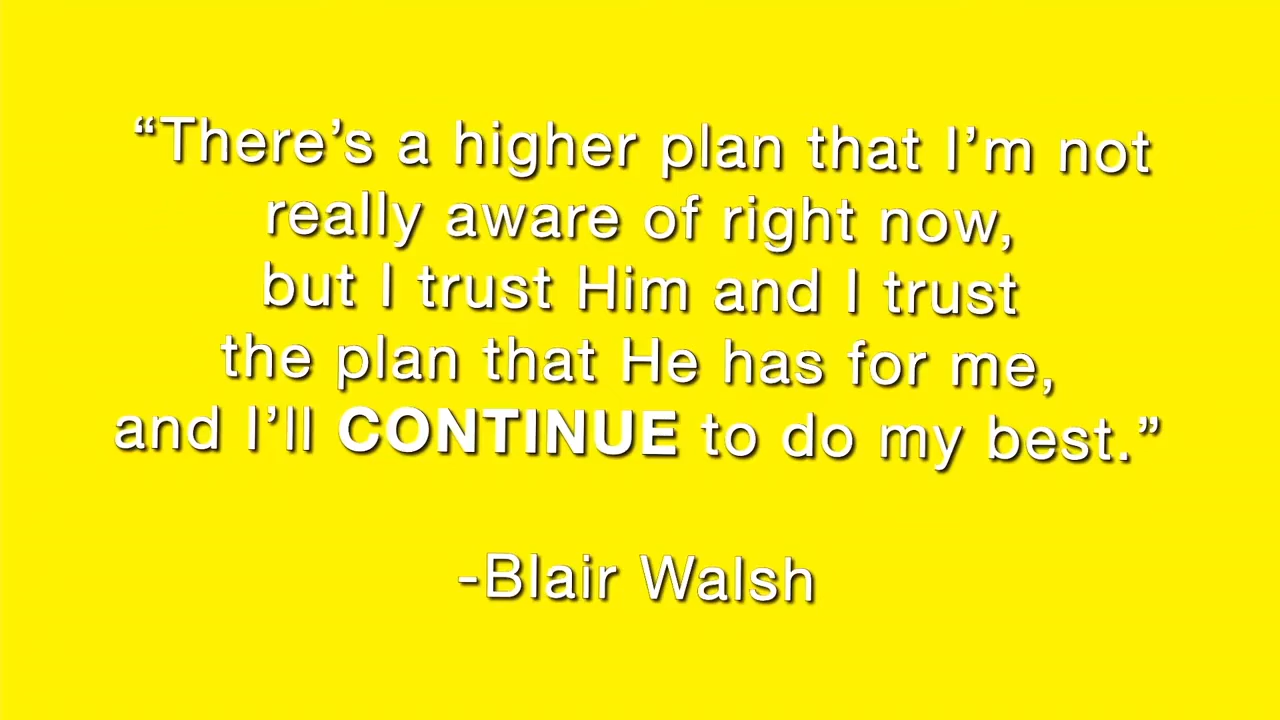 “There’s a higher plan that I’m not
really aware of right now,
but I trust Him and I trust
the plan that He has for me,
and I’ll CONTINUE to do my best.”
-Blair Walsh